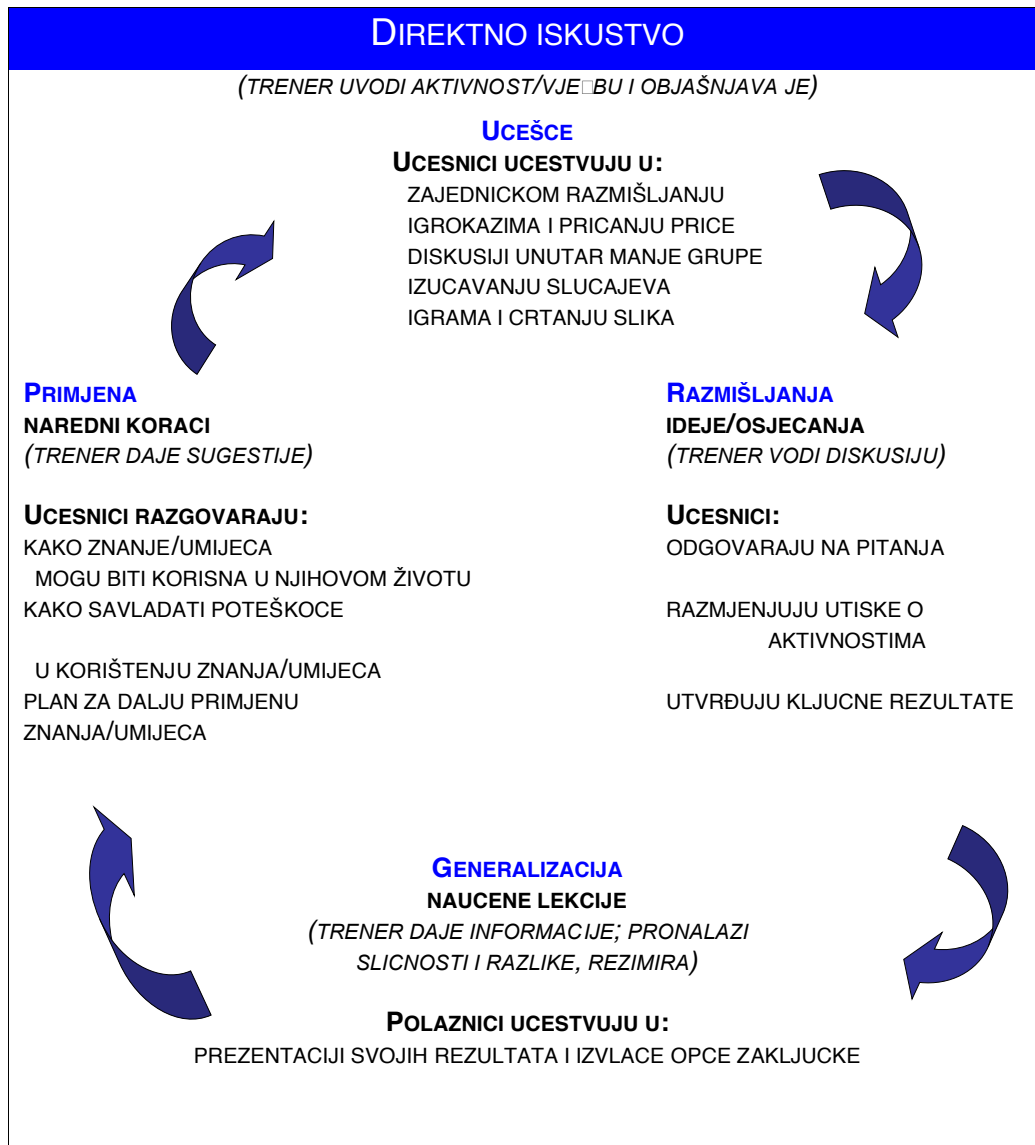 DIREKTNO ISKUSTVO
(TRENER UVODI AKTIVNOST/VJE□BU I OBJAŠNJAVA JE)
UCEŠCE
UCESNICI UCESTVUJU U:
ZAJEDNICKOM RAZMIŠLJANJU
IGROKAZIMA I PRICANJU PRICE
DISKUSIJI UNUTAR MANJE GRUPE
IZUCAVANJU SLUCAJEVA
IGRAMA I CRTANJU SLIKA
PRIMJENA
NAREDNI KORACI
(TRENER DAJE SUGESTIJE)
UCESNICI RAZGOVARAJU:
KAKO ZNANJE/UMIJECA
MOGU BITI KORISNA U NJIHOVOM ŽIVOTU
KAKO SAVLADATI POTEŠKOCE
U KORIŠTENJU ZNANJA/UMIJECA
PLAN ZA DALJU PRIMJENU
ZNANJA/UMIJECA
RAZMIŠLJANJA
IDEJE/OSJECANJA
(TRENER VODI DISKUSIJU)
UCESNICI:
ODGOVARAJU NA PITANJA
RAZMJENJUJU UTISKE O
AKTIVNOSTIMA
UTVRĐUJU KLJUCNE REZULTATE
GENERALIZACIJA
NAUCENE LEKCIJE
(TRENER DAJE INFORMACIJE; PRONALAZI
SLICNOSTI I RAZLIKE, REZIMIRA)
POLAZNICI UCESTVUJU U:
PREZENTACIJI SVOJIH REZULTATA I IZVLACE OPCE ZAKLJUCKE